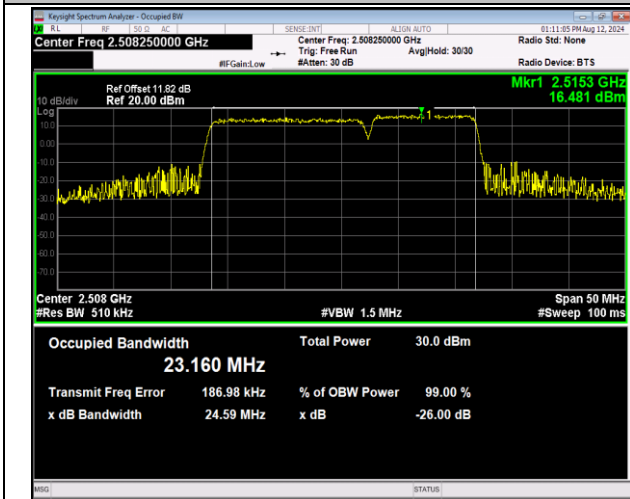 Keysight Spectrum Analyzer - Occupied BW
RL RF 50 Ω AC SENSE:INT ALIGN AUTO 01:11:05 PM Aug 12, 2024
Center Freq 2.508250000 GHz Center Freq: 2.508250000 GHz Radio Std: None
Trig: Free Run Avg|Hold: 30/30
#IFGain:Low #Atten: 30 dB Radio Device: BTS
Ref Offset 11.82 dB Mkr1 2.5153 GHz
10 dB/div Ref 20.00 dBm 16.481 dBm
Log
10.0
0.00
-10.0
-20.0
-30.0
-40.0
-50.0
-60.0
-70.0
1
Center 2.508 GHz Span 50 MHz
#Res BW 510 kHz #VBW 1.5 MHz #Sweep 100 ms
Occupied Bandwidth Total Power 30.0 dBm
23.160 MHz
Transmit Freq Error 186.98 kHz % of OBW Power 99.00 %
x dB Bandwidth 24.59 MHz x dB -26.00 dB
MSG STATUS